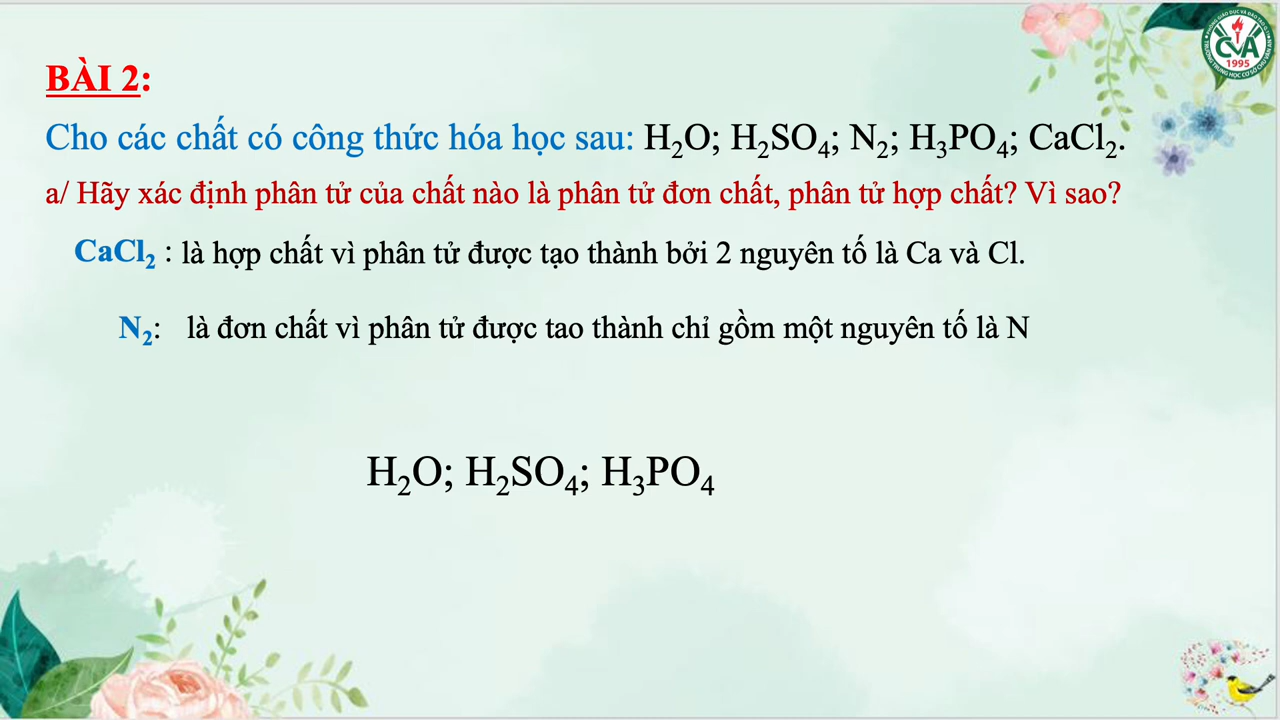 BÀI 2:
Cho các chất có công thức hóa học sau: H₂O; H₂SO₄; N₂; H₃PO₄; CaCl₂.
a/ Hãy xác định phân tử của chất nào là phân tử đơn chất, phân tử hợp chất? Vì sao?
CaCl₂ : là hợp chất vì phân tử được tạo thành bởi 2 nguyên tố là Ca và Cl.
N₂: là đơn chất vì phân tử được tao thành chỉ gồm một nguyên tố là N
H₂O; H₂SO₄; H₃PO₄
CVA
1995